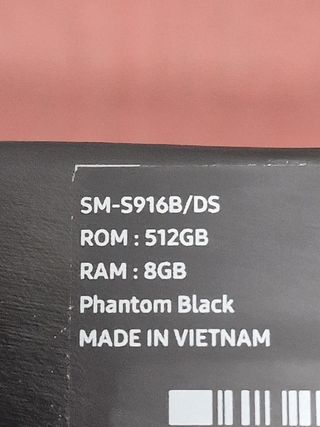 SM-S916B/DS
ROM : 512GB
RAM : 8GB
Phantom Black
MADE IN VIETNAM